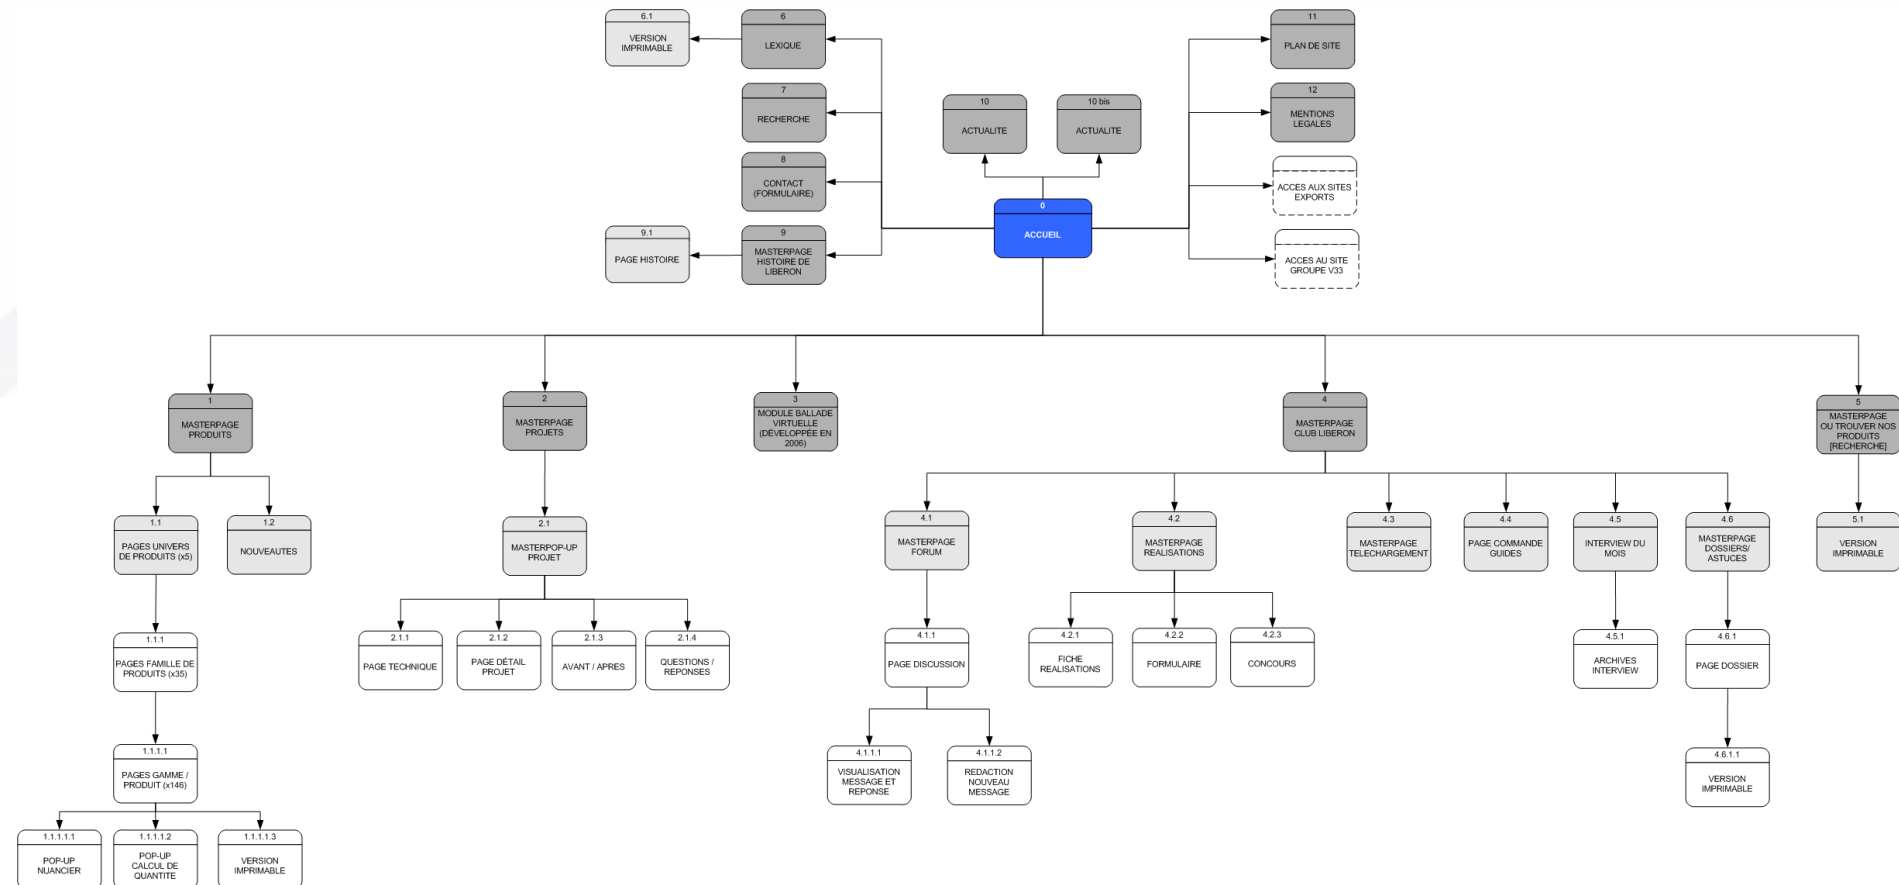 6.1
VERSION
IMPRIMABLE
6
LEXIQUE
11
PLAN DE SITE
7
RECHERCHE
10
ACTUALITE
10 bis
ACTUALITE
12
MENTIONS
LEGALES
8
CONTACT
(FORMULAIRE)
ACCES AUX SITES
EXPORTS
0
ACCUEIL
9.1
PAGE HISTOIRE
9
MASTERPAGE
HISTOIRE DE
LIBERON
ACCES AU SITE
GROUPE V33
1
MASTERPAGE
PRODUITS
2
MASTERPAGE
PROJETS
3
MODULE BALLADE
VIRTUELLE
(DÉVELOPPÉE EN
2006)
4
MASTERPAGE
CLUB LIBERON
5
MASTERPAGE
OU TROUVER NOS
PRODUITS
[RECHERCHE]
1.1
PAGES UNIVERS
DE PRODUITS (x5)
1.2
NOUVEAUTES
2.1
MASTERPOP-UP
PROJET
4.1
MASTERPAGE
FORUM
4.2
MASTERPAGE
REALISATIONS
4.3
MASTERPAGE
TELECHARGEMENT
4.4
PAGE COMMANDE
GUIDES
4.5
INTERVIEW DU
MOIS
4.6
MASTERPAGE
DOSSIERS/
ASTUCES
5.1
VERSION
IMPRIMABLE
1.1.1
PAGES FAMILLE DE
PRODUITS (x35)
2.1.1
PAGE TECHNIQUE
2.1.2
PAGE DÉTAIL
PROJET
2.1.3
AVANT / APRES
2.1.4
QUESTIONS /
REPONSES
4.1.1
PAGE DISCUSSION
4.2.1
FICHE
REALISATIONS
4.2.2
FORMULAIRE
4.2.3
CONCOURS
4.5.1
ARCHIVES
INTERVIEW
4.6.1
PAGE DOSSIER
1.1.1.1
PAGES GAMME /
PRODUIT (x146)
4.1.1.1
VISUALISATION
MESSAGE ET
REPONSE
4.1.1.2
REDACTION
NOUVEAU
MESSAGE
4.6.1.1
VERSION
IMPRIMABLE
1.1.1.1.1
POP-UP
NUANCIER
1.1.1.1.2
POP-UP
CALCUL DE
QUANTITE
1.1.1.1.3
VERSION
IMPRIMABLE